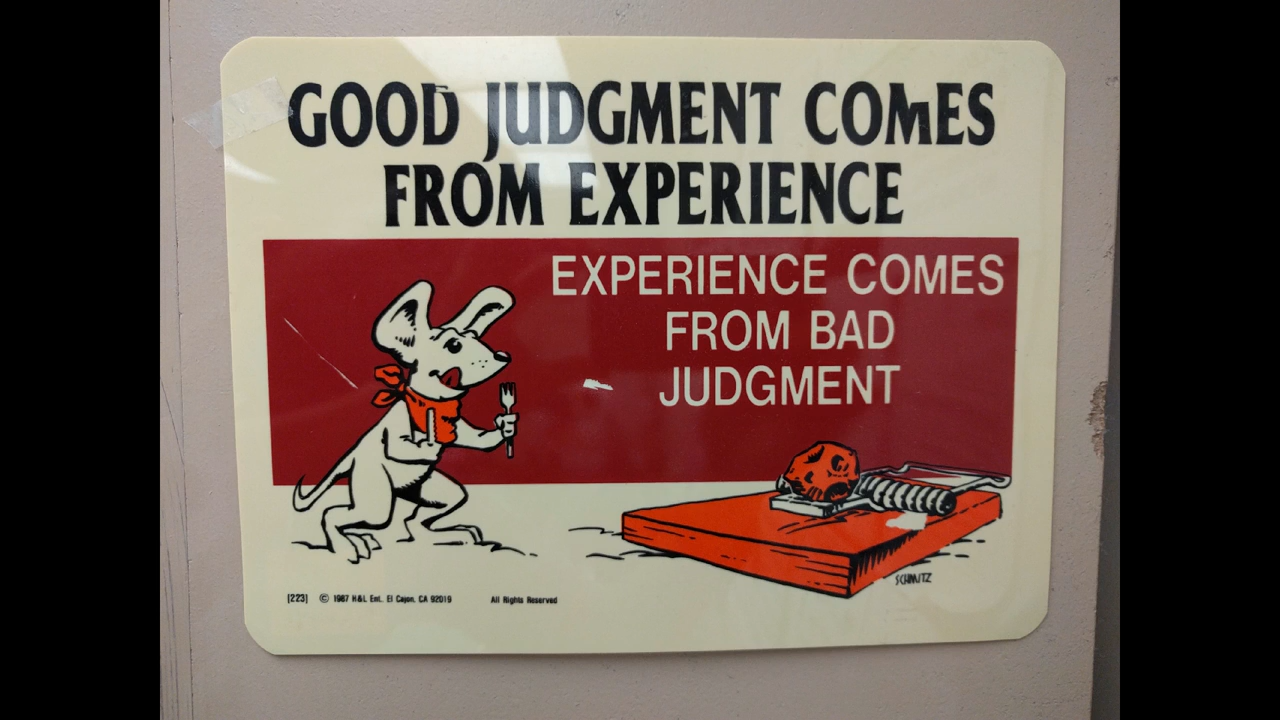 GOOD JUDGMENT COMES
FROM EXPERIENCE
EXPERIENCE COMES
FROM BAD
JUDGMENT
SCHMITZ
[223] © 1987 H&L Ent. El Cajon, CA 92019 All Rights Reserved